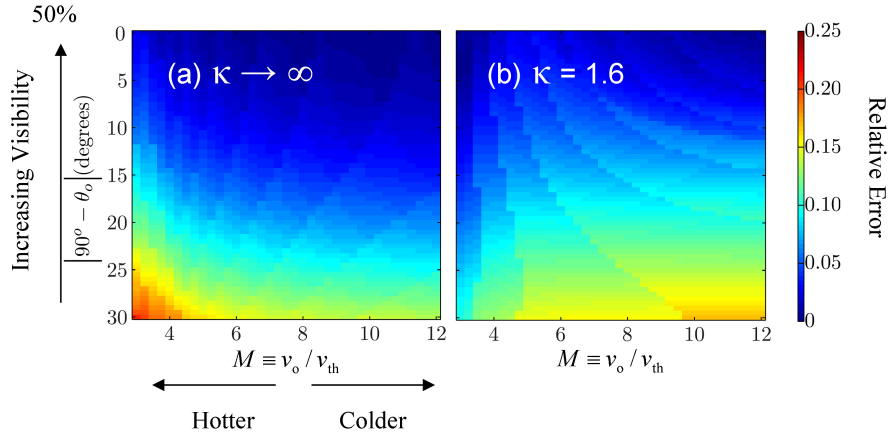 50%
Increasing Visibility
|90° − θo| (degrees)
0
5
10
15
20
25
30
(a) κ → ∞
(b) κ = 1.6
4
6
8
10
12
4
6
8
10
12
M ≡ vo / vth
M ≡ vo / vth
Hotter
Colder
0.25
0.20
0.15
0.10
0.05
0
Relative Error